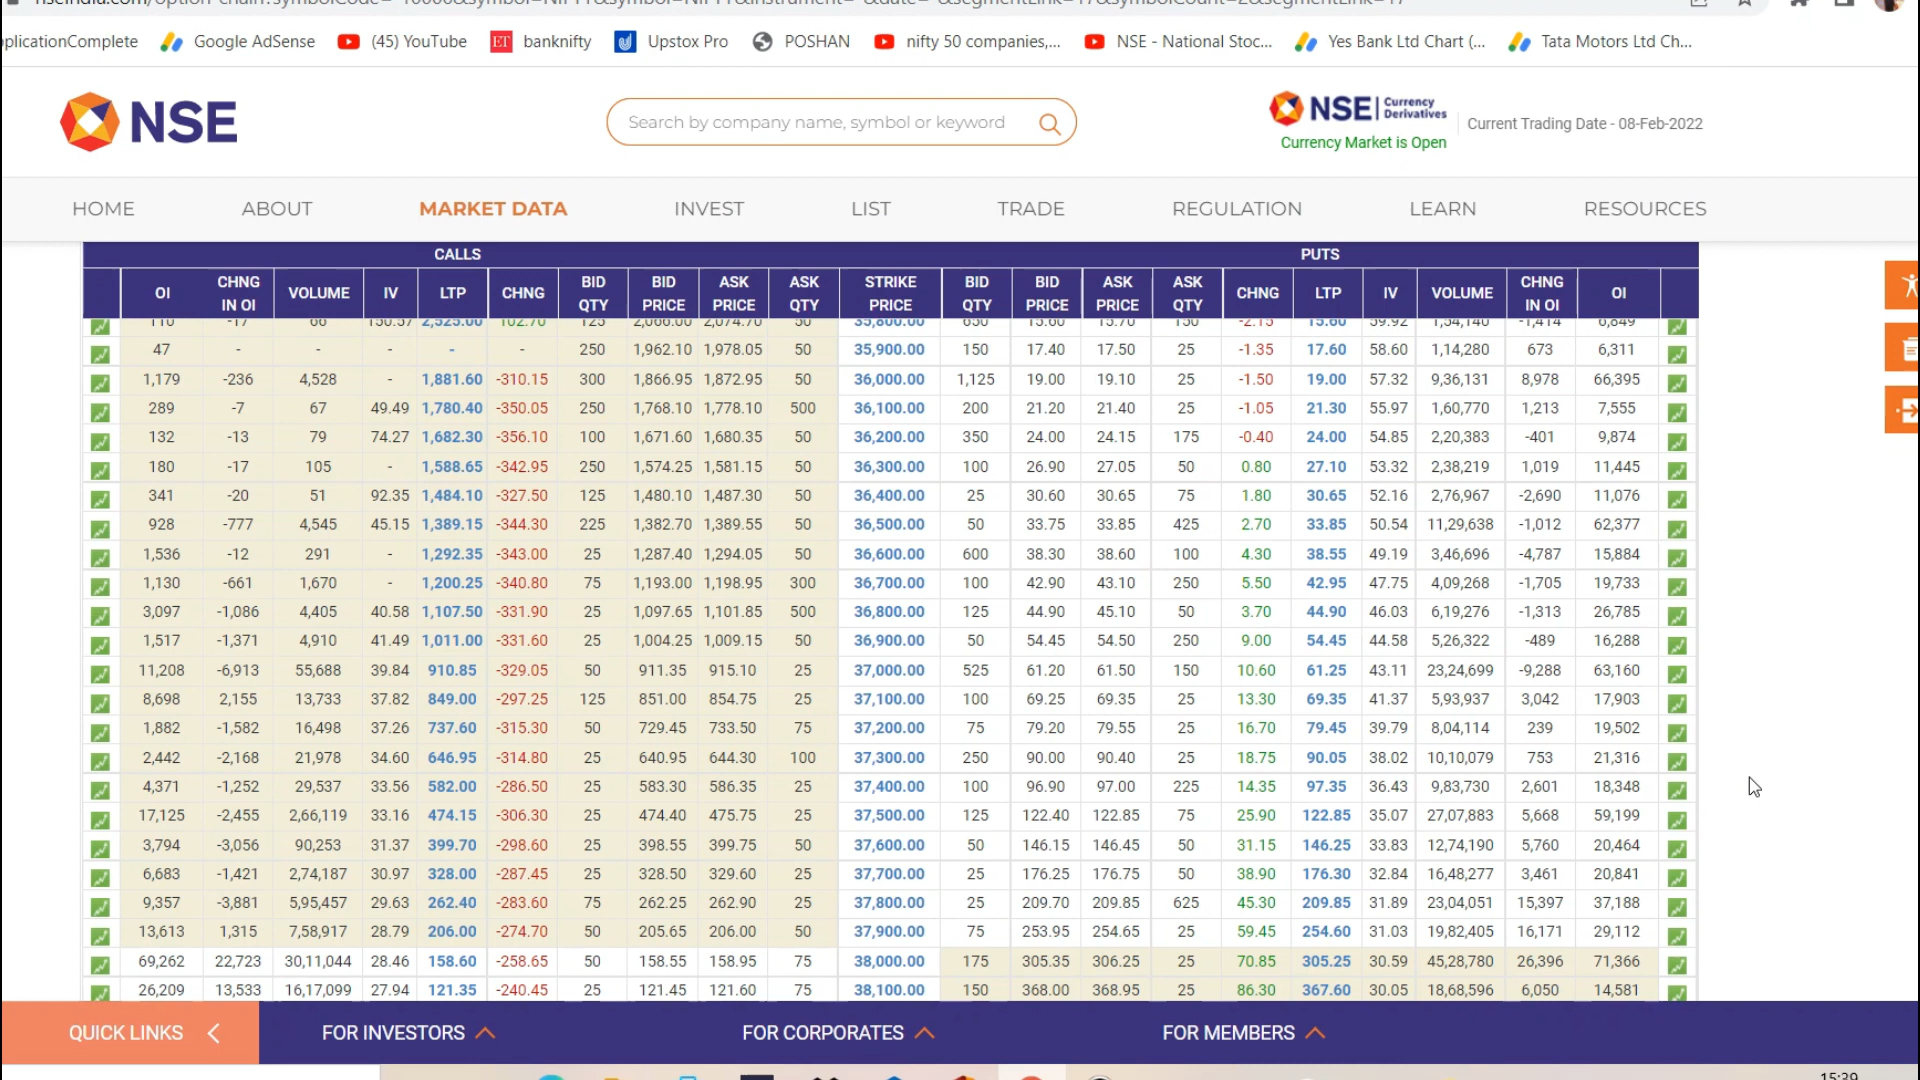 plicationComplete Google AdSense (45) YouTube ET banknifty Upstox Pro POSHAN nifty 50 companies,... NSE - National Stoc... Yes Bank Ltd Chart (... Tata Motors Ltd Ch...
NSE Search by company name, symbol or keyword NSE Currency Derivatives Current Trading Date - 08-Feb-2022
Currency Market is Open
HOME ABOUT MARKET DATA INVEST LIST TRADE REGULATION LEARN RESOURCES
CALLS PUTS
OI CHNG IN OI VOLUME IV LTP CHNG BID QTY BID PRICE ASK PRICE ASK QTY STRIKE PRICE BID QTY BID PRICE ASK PRICE ASK QTY CHNG LTP IV VOLUME CHNG IN OI OI
110 -17 66 150.57 2,525.00 102.70 125 2,066.00 2,074.70 50 35,800.00 650 15.60 15.70 150 -2.15 15.60 59.92 1,54,140 -1,414 6,849
47 - - - - - 250 1,962.10 1,978.05 50 35,900.00 150 17.40 17.50 25 -1.35 17.60 58.60 1,14,280 673 6,311
1,179 -236 4,528 - 1,881.60 -310.15 300 1,866.95 1,872.95 50 36,000.00 1,125 19.00 19.10 25 -1.50 19.00 57.32 9,36,131 8,978 66,395
289 -7 67 49.49 1,780.40 -350.05 250 1,768.10 1,778.10 500 36,100.00 200 21.20 21.40 25 -1.05 21.30 55.97 1,60,770 1,213 7,555
132 -13 79 74.27 1,682.30 -356.10 100 1,671.60 1,680.35 50 36,200.00 350 24.00 24.15 175 -0.40 24.00 54.85 2,20,383 -401 9,874
180 -17 105 - 1,588.65 -342.95 250 1,574.25 1,581.15 50 36,300.00 100 26.90 27.05 50 0.80 27.10 53.32 2,38,219 1,019 11,445
341 -20 51 92.35 1,484.10 -327.50 125 1,480.10 1,487.30 50 36,400.00 25 30.60 30.65 75 1.80 30.65 52.16 2,76,967 -2,690 11,076
928 -777 4,545 45.15 1,389.15 -344.30 225 1,382.70 1,389.55 50 36,500.00 50 33.75 33.85 425 2.70 33.85 50.54 11,29,638 -1,012 62,377
1,536 -12 291 - 1,292.35 -343.00 25 1,287.40 1,294.05 50 36,600.00 600 38.30 38.60 100 4.30 38.55 49.19 3,46,696 -4,787 15,884
1,130 -661 1,670 - 1,200.25 -340.80 75 1,193.00 1,198.95 300 36,700.00 100 42.90 43.10 250 5.50 42.95 47.75 4,09,268 -1,705 19,733
3,097 -1,086 4,405 40.58 1,107.50 -331.90 25 1,097.65 1,101.85 500 36,800.00 125 44.90 45.10 50 3.70 44.90 46.03 6,19,276 -1,313 26,785
1,517 -1,371 4,910 41.49 1,011.00 -331.60 25 1,004.25 1,009.15 50 36,900.00 50 54.45 54.50 250 9.00 54.45 44.58 5,26,322 -489 16,288
11,208 -6,913 55,688 39.84 910.85 -329.05 50 911.35 915.10 25 37,000.00 525 61.20 61.50 150 10.60 61.25 43.11 23,24,699 -9,288 63,160
8,698 2,155 13,733 37.82 849.00 -297.25 125 851.00 854.75 25 37,100.00 100 69.25 69.35 25 13.30 69.35 41.37 5,93,937 3,042 17,903
1,882 -1,582 16,498 37.26 737.60 -315.30 50 729.45 733.50 75 37,200.00 75 79.20 79.55 25 16.70 79.45 39.79 8,04,114 239 19,502
2,442 -2,168 21,978 34.60 646.95 -314.80 25 640.95 644.30 100 37,300.00 250 90.00 90.40 25 18.75 90.05 38.02 10,10,079 753 21,316
4,371 -1,252 29,537 33.56 582.00 -286.50 25 583.30 586.35 25 37,400.00 100 96.90 97.00 225 14.35 97.35 36.43 9,83,730 2,601 18,348
17,125 -2,455 2,66,119 33.16 474.15 -306.30 25 474.40 475.75 25 37,500.00 125 122.40 122.85 75 25.90 122.85 35.07 27,07,883 5,668 59,199
3,794 -3,056 90,253 31.37 399.70 -298.60 25 398.55 399.75 50 37,600.00 50 146.15 146.45 50 31.15 146.25 33.83 12,74,190 5,760 20,464
6,683 -1,421 2,74,187 30.97 328.00 -287.45 25 328.50 329.60 25 37,700.00 25 176.25 176.75 50 38.90 176.30 32.84 16,48,277 3,461 20,841
9,357 -3,881 5,95,457 29.63 262.40 -283.60 75 262.25 262.90 25 37,800.00 25 209.70 209.85 625 45.30 209.85 31.89 23,04,051 15,397 37,188
13,613 1,315 7,58,917 28.79 206.00 -274.70 50 205.65 206.00 50 37,900.00 75 253.95 254.65 25 59.45 254.60 31.03 19,82,405 16,171 29,112
69,262 22,723 30,11,044 28.46 158.60 -258.65 50 158.55 158.95 75 38,000.00 175 305.35 306.25 25 70.85 305.25 30.59 45,28,780 26,396 71,366
26,209 13,533 16,17,099 27.94 121.35 -240.45 25 121.45 121.60 75 38,100.00 150 368.00 368.95 25 86.30 367.60 30.05 18,68,596 6,050 14,581
QUICK LINKS FOR INVESTORS FOR CORPORATES FOR MEMBERS
15:39